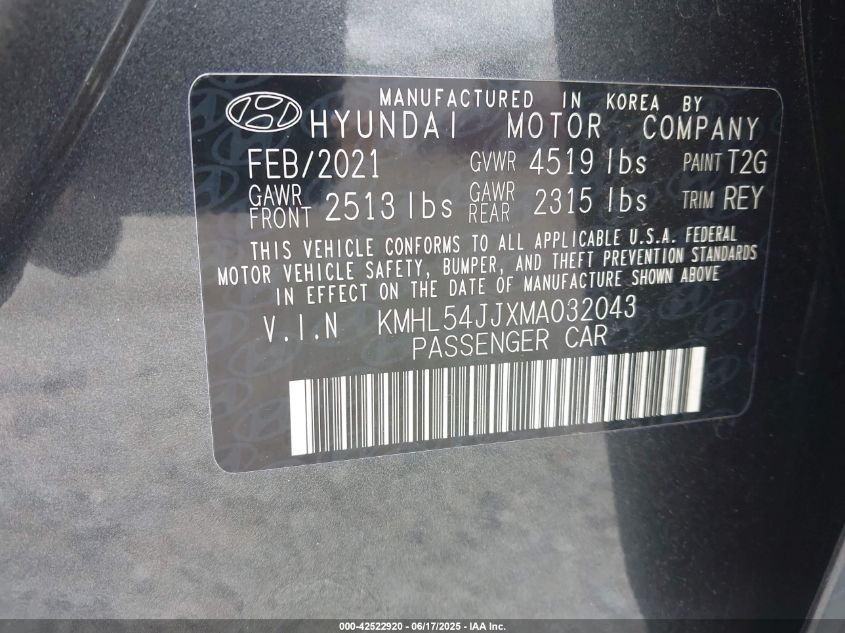 MANUFACTURED IN KOREA BY
HYUNDAI MOTOR COMPANY
FEB/2021 GVWR 4519 lbs PAINT T2G
GAWR FRONT 2513 lbs GAWR REAR 2315 lbs TRIM REY
THIS VEHICLE CONFORMS TO ALL APPLICABLE U.S.A. FEDERAL
MOTOR VEHICLE SAFETY, BUMPER, AND THEFT PREVENTION STANDARDS
IN EFFECT ON THE DATE OF MANUFACTURE SHOWN ABOVE
V.I.N KMHL54JJXMA032043
PASSENGER CAR
000-42522920 - 06/17/2025 - IAA Inc.